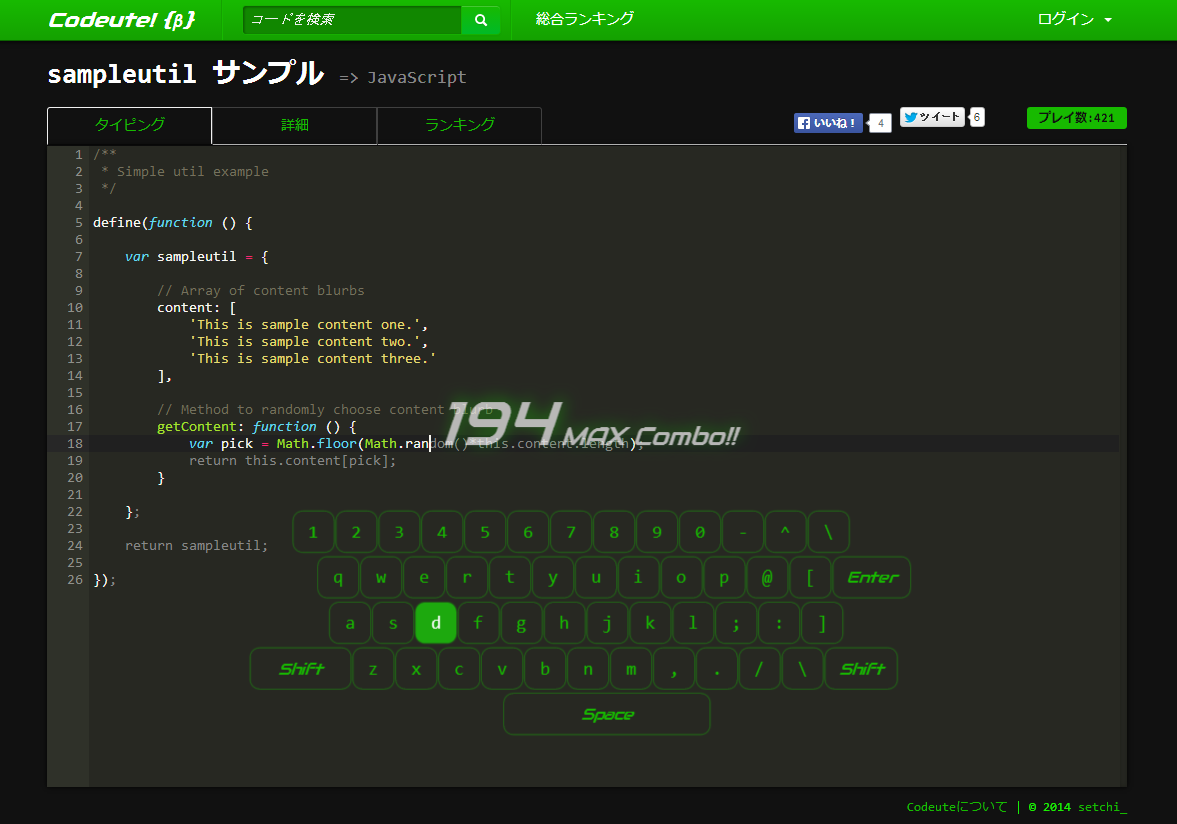 Codeute! {β}
コードを検索
総合ランキング
ログイン
sampleutil サンプル => JavaScript
タイピング
詳細
ランキング
いいね！ 4
ツイート 6
プレイ数:421
1 /**
2  * Simple util example
3  */
4
5 define(function () {
6
7     var sampleutil = {
8
9         // Array of content blurbs
10         content: [
11             'This is sample content one.',
12             'This is sample content two.',
13             'This is sample content three.'
14         ],
15
16         // Method to randomly choose content blurb
17         getContent: function () {
18             var pick = Math.floor(Math.random()*this.content.length);
194 MAX Combo!!
19             return this.content[pick];
20         }
21
22     };
23
24     return sampleutil;
25
26 });
1 2 3 4 5 6 7 8 9 0 - ^ \
q w e r t y u i o p @ [ Enter
a s d f g h j k l ; : ]
Shift z x c v b n m , . / \ Shift
Space
Codeuteについて | © 2014 setchi_